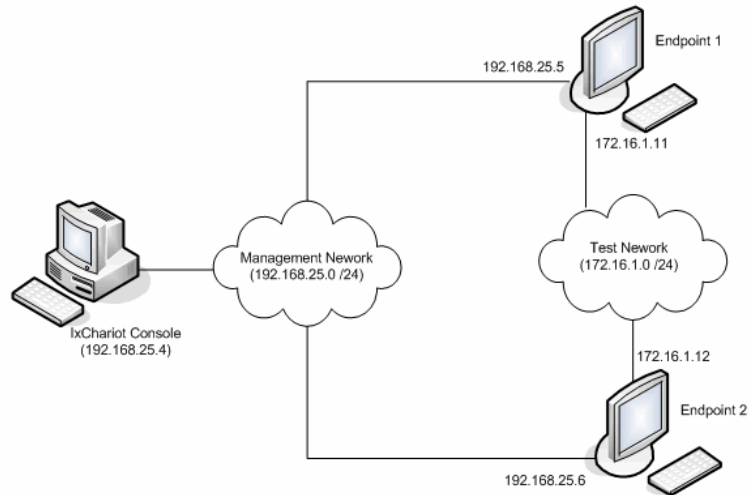 Endpoint 1
192.168.25.5
172.16.1.11
Management Nework
(192.168.25.0 /24)
Test Nework
(172.16.1.0 /24)
IxChariot Console
(192.168.25.4)
172.16.1.12
Endpoint 2
192.168.25.6